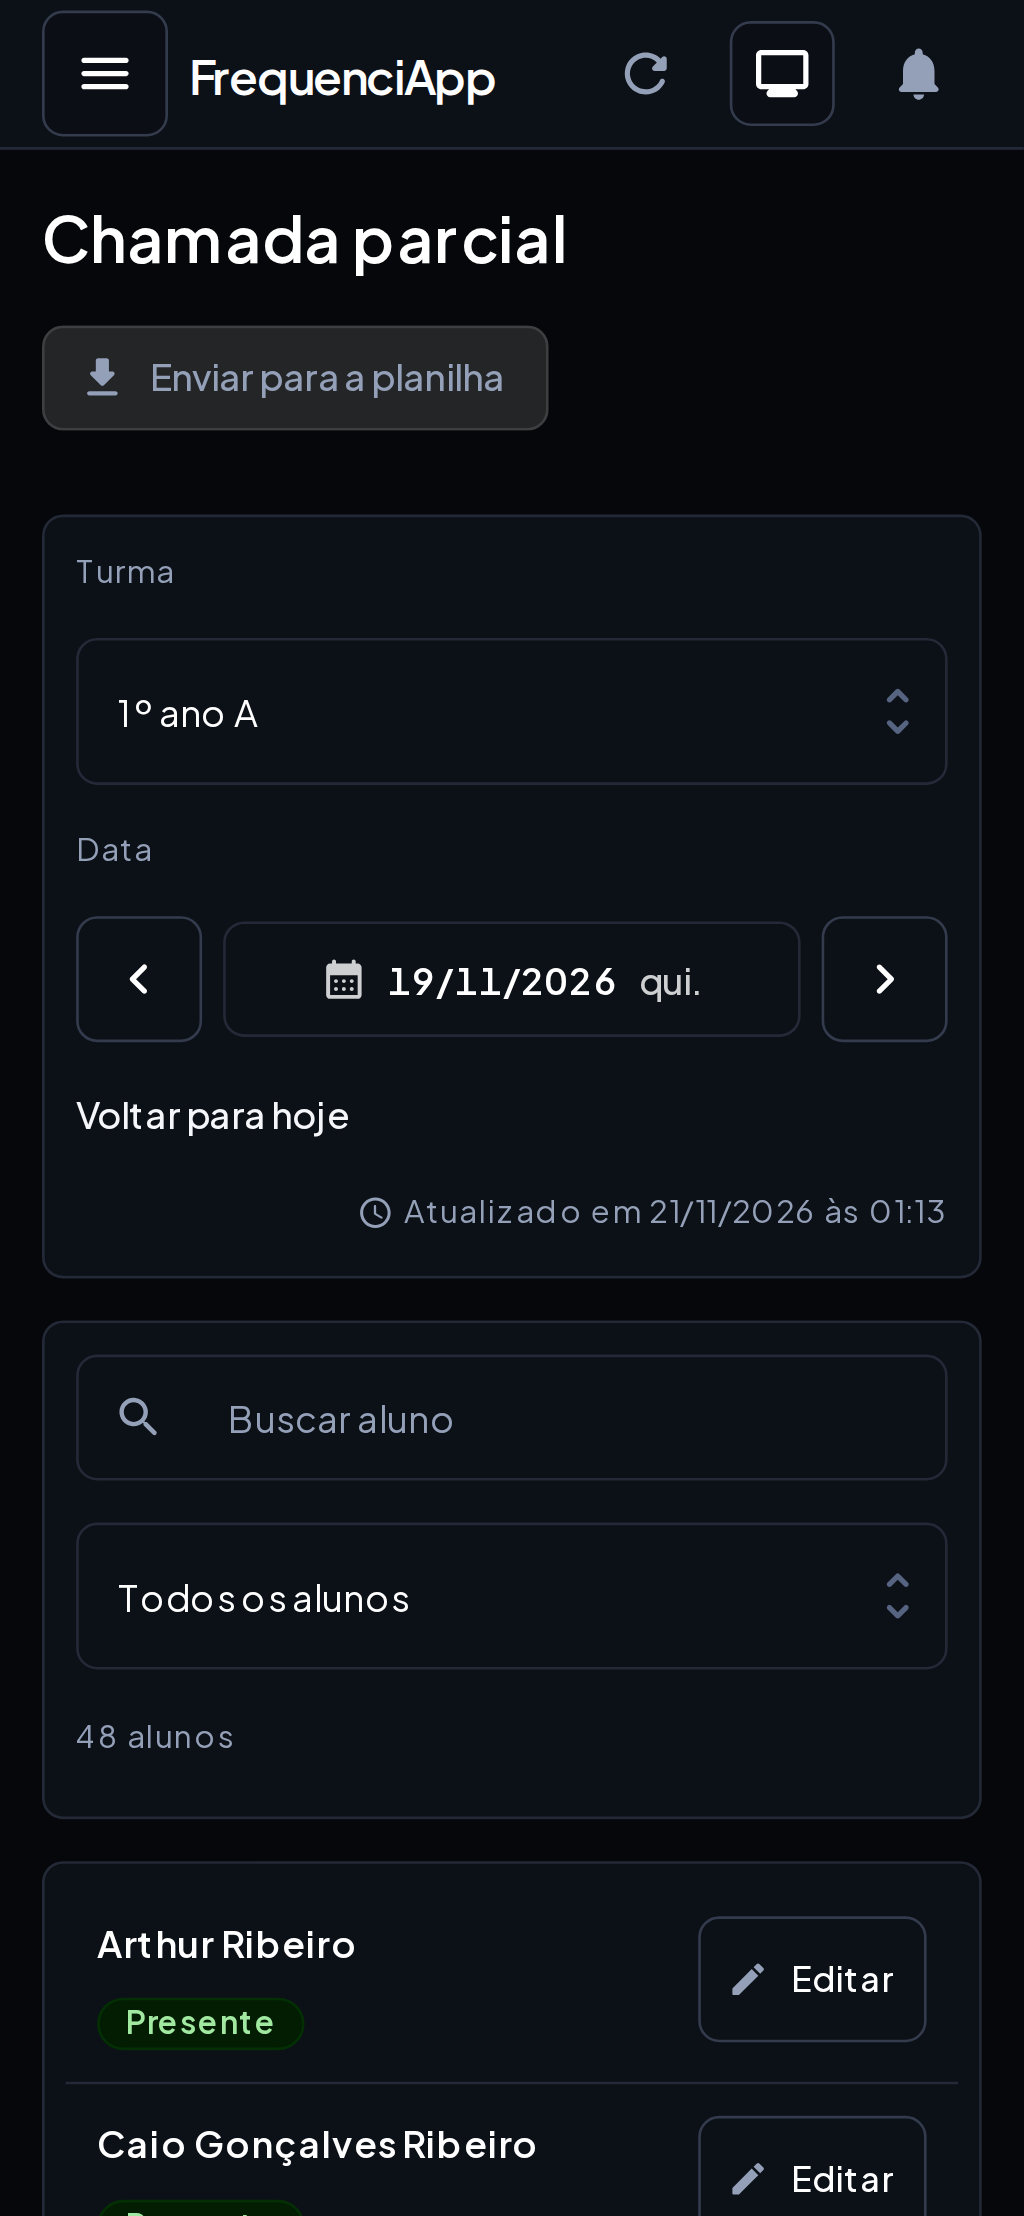 FrequenciApp
Chamada parcial
Enviar para a planilha
Turma
1º ano A
Data
19/11/2026 qui.
Voltar para hoje
Atualizado em 21/11/2026 às 01:13
Buscar aluno
Todos os alunos
48 alunos
Arthur Ribeiro
Editar
Presente
Caio Gonçalves Ribeiro
Editar